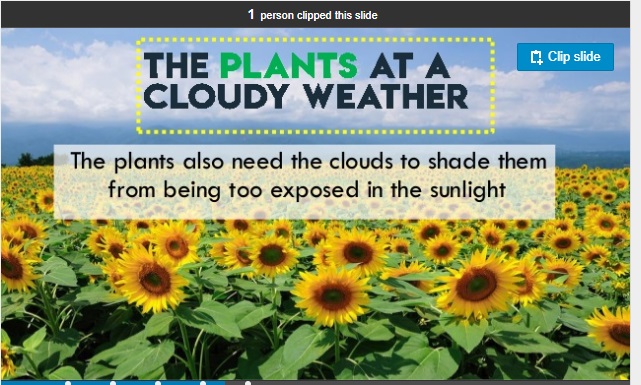 1 person clipped this slide
Clip slide
THE PLANTS AT A
CLOUDY WEATHER
The plants also need the clouds to shade them
from being too exposed in the sunlight